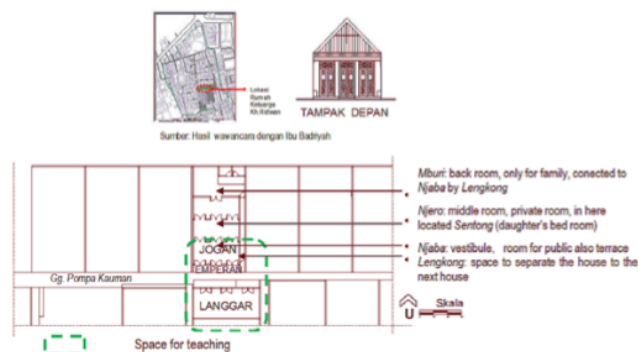 Lokasi
Rumah
Keluarga
Kh.Ridwan
TAMPAK DEPAN
Sumber: Hasil wawancara dengan Ibu Badriyah
Mburi: back room, only for family, conected to
Njaba by Lengkong
Njero: middle room, private room, in here
located Sentong (daughter's bed room)
Njaba: vestibule, room for public also terrace
Lengkong: space to separate the house to the
next house
JOGAN
TEMPERAN
Gg. Pompa Kauman
LANGGAR
U
Skala
Space for teaching